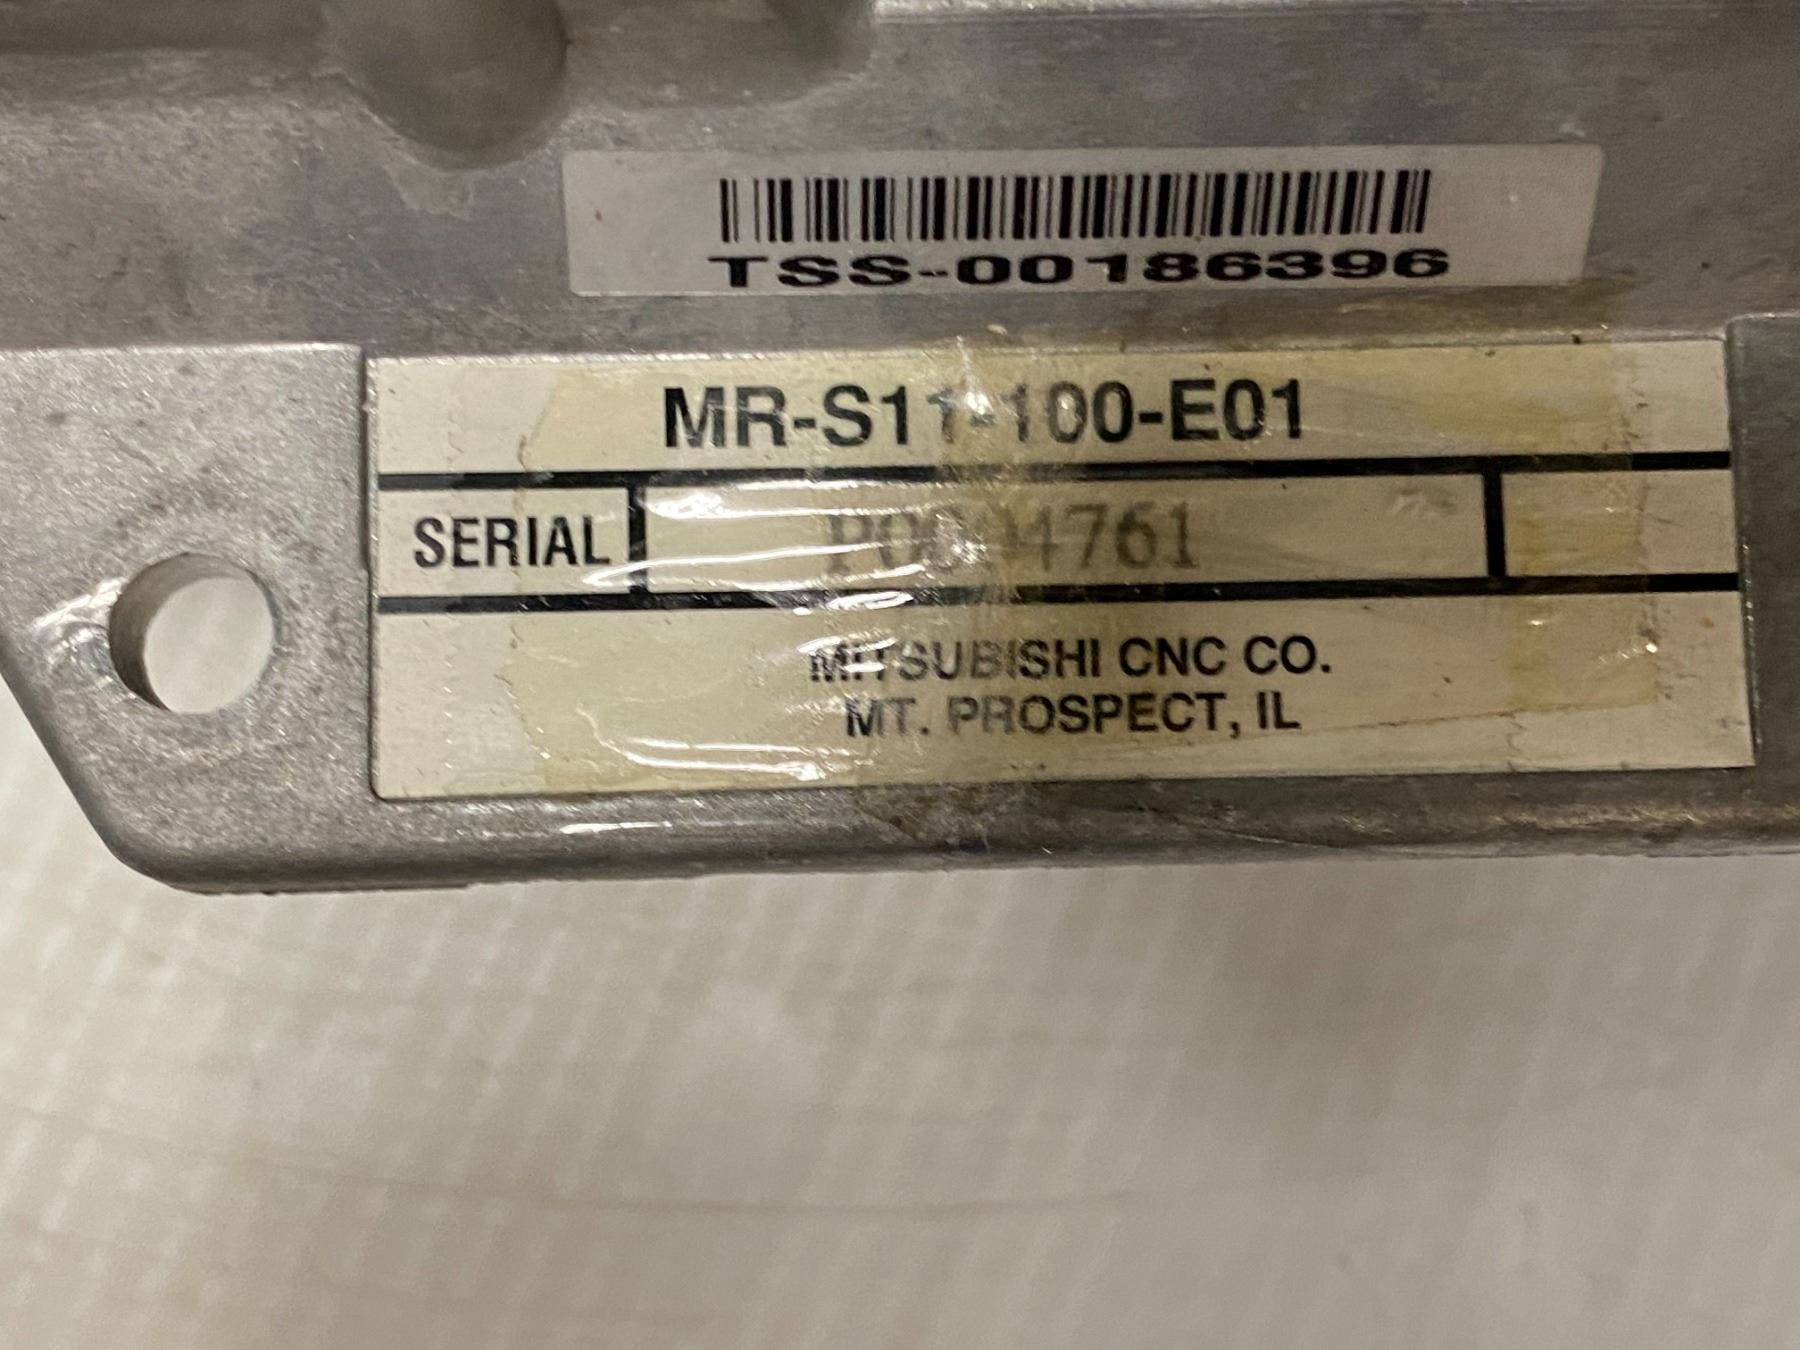 TSS-00186396
MR-S11-100-E01
SERIAL
MITSUBISHI CNC CO.
MT. PROSPECT, IL